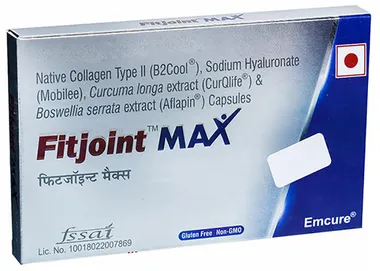 Native Collagen Type II (B2Cool®), Sodium Hyaluronate
(Mobilee), Curcuma longa extract (CurQlife®) &
Boswellia serrata extract (Aflapin®) Capsules
Fitjoint™ MAX
फिटजॉइन्ट मैक्स
fssai
Lic. No. 10018022007869
Gluten Free Non-GMO
Emcure®